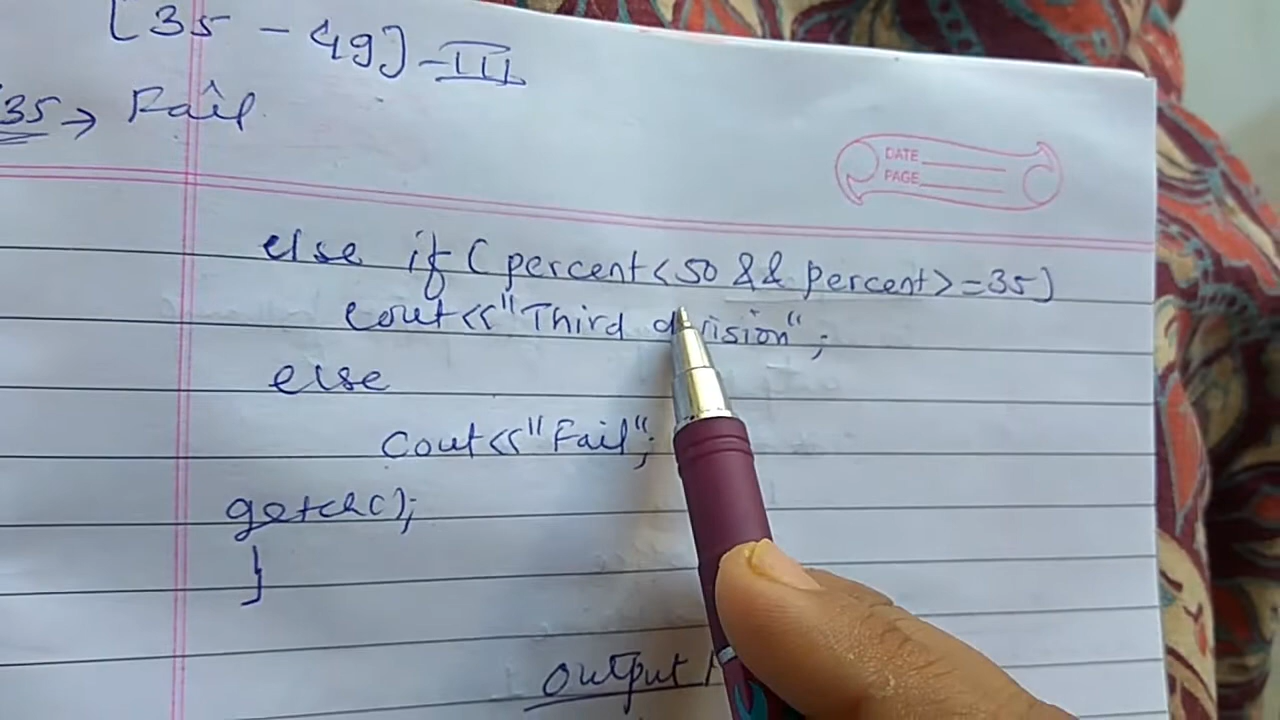 [35 - 49] - III
35 → Fail
DATE
PAGE
else if (percent<50 && percent>=35)
cout<<"Third division";
else
cout<<"Fail";
getch();
}
output